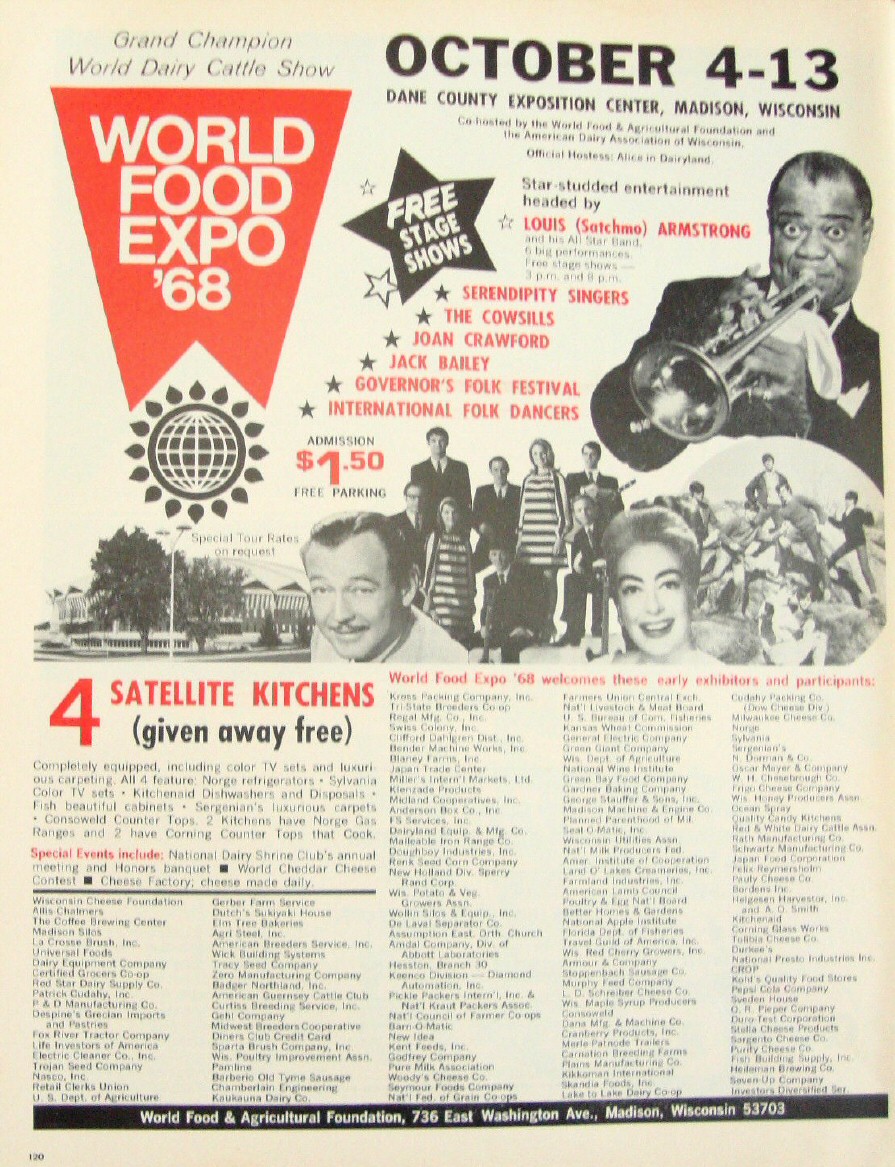 Grand Champion
World Dairy Cattle Show
OCTOBER 4-13
DANE COUNTY EXPOSITION CENTER, MADISON, WISCONSIN
Co-hosted by the World Food & Agricultural Foundation and
the American Dairy Association of Wisconsin.
Official Hostess: Alice in Dairyland.
WORLD
FOOD
EXPO
'68
FREE
STAGE
SHOWS
Star-studded entertainment
headed by
LOUIS (Satchmo) ARMSTRONG
and his All Star Band.
6 big performances.
Free stage shows —
3 p.m. and 8 p.m.
SERENDIPITY SINGERS
THE COWSILLS
JOAN CRAWFORD
JACK BAILEY
GOVERNOR'S FOLK FESTIVAL
INTERNATIONAL FOLK DANCERS
ADMISSION
$1.50
FREE PARKING
Special Tour Rates
on request
4 SATELLITE KITCHENS
(given away free)
Completely equipped, including color TV sets and luxuri-
ous carpeting. All 4 feature: Norge refrigerators • Sylvania
Color TV sets • Kitchenaid Dishwashers and Disposals •
Fish beautiful cabinets • Sergenian's luxurious carpets
• Consoweld Counter Tops. 2 Kitchens have Norge Gas
Ranges and 2 have Corning Counter Tops that Cook.
Special Events include: National Dairy Shrine Club's annual
meeting and Honors banquet ■ World Cheddar Cheese
Contest ■ Cheese Factory; cheese made daily.
Wisconsin Cheese Foundation
Allis Chalmers
The Coffee Brewing Center
Madison Silos
La Crosse Brush, Inc.
Universal Foods
Dairy Equipment Company
Certified Grocers Co-op
Red Star Dairy Supply Co.
Patrick Cudahy, Inc.
P & D Manufacturing Co.
Despine's Grecian Imports
and Pastries
Fox River Tractor Company
Life Investors of America
Electric Cleaner Co., Inc.
Trojan Seed Company
Nasco, Inc.
Retail Clerks Union
U. S. Dept. of Agriculture
Gerber Farm Service
Dutch's Sukiyaki House
Elm Tree Bakeries
Agri Steel, Inc.
American Breeders Service, Inc.
Wick Building Systems
Tracy Seed Company
Zero Manufacturing Company
Badger Northland, Inc.
American Guernsey Cattle Club
Curtiss Breeding Service, Inc.
Gehl Company
Midwest Breeders Cooperative
Diners Club Credit Card
Sparta Brush Company, Inc.
Wis. Poultry Improvement Assn.
Pamline
Barberio Old Tyme Sausage
Chamberlain Engineering
Kaukauna Dairy Co.
World Food Expo '68 welcomes these early exhibitors and participants:
Kress Packing Company, Inc.
Tri-State Breeders Co-op
Regal Mfg. Co., Inc.
Swiss Colony, Inc.
Clifford Dahlgren Dist., Inc.
Bender Machine Works, Inc.
Blaney Farms, Inc.
Japan Trade Center
Miller's Intern'l Markets, Ltd.
Klenzade Products
Midland Cooperatives, Inc.
Anderson Box Co., Inc.
FS Services, Inc.
Dairyland Equip. & Mfg. Co.
Malleable Iron Range Co.
Doughboy Industries, Inc.
Renk Seed Corn Company
New Holland Div. Sperry
Rand Corp.
Wis. Potato & Veg.
Growers Assn.
Wollin Silos & Equip., Inc.
De Laval Separator Co.
Assumption East. Orth. Church
Amdal Company, Div. of
Abbott Laboratories
Hesston, Branch 30
Keenco Division — Diamond
Automation, Inc.
Pickle Packers Intern'l, Inc. &
Nat'l Kraut Packers Assoc.
Nat'l Council of Farmer Co-ops
Barn-O-Matic
New Idea
Kent Feeds, Inc.
Godfrey Company
Pure Milk Association
Woody's Cheese Co.
Seymour Foods Company
Nat'l Fed. of Grain Co-ops
Farmers Union Central Exch.
Nat'l Livestock & Meat Board
U. S. Bureau of Com. Fisheries
Kansas Wheat Commission
General Electric Company
Green Giant Company
Wis. Dept. of Agriculture
National Wine Institute
Green Bay Food Company
Gardner Baking Company
George Stauffer & Sons, Inc.
Madison Machine & Engine Co.
Planned Parenthood of Mil.
Seal-O-Matic, Inc.
Wisconsin Utilities Assn.
Nat'l Milk Producers Fed.
Amer. Institute of Cooperation
Land O' Lakes Creameries, Inc.
Farmland Industries, Inc.
American Lamb Council
Poultry & Egg Nat'l Board
Better Homes & Gardens
National Apple Institute
Florida Dept. of Fisheries
Travel Guild of America, Inc.
Wis. Red Cherry Growers, Inc.
Armour & Company
Stoppenbach Sausage Co.
Murphy Feed Company
L. D. Schreiber Cheese Co.
Wis. Maple Syrup Producers
Consoweld
Dana Mfg. & Machine Co.
Cranberry Products, Inc.
Merle Patnode Trailers
Carnation Breeding Farms
Plains Manufacturing Co.
Kikkoman International
Skandia Foods, Inc.
Lake to Lake Dairy Co-op
Cudahy Packing Co.
(Dow Cheese Div.)
Milwaukee Cheese Co.
Norge
Sylvania
Sergenian's
N. Dorman & Co.
Oscar Mayer & Company
W. H. Chesebrough Co.
Frigo Cheese Company
Wis. Honey Producers Assn.
Ocean Spray
Quality Candy Kitchens
Red & White Dairy Cattle Assn.
Rath Manufacturing Co.
Schwartz Manufacturing Co.
Japan Food Corporation
Felix Reymersholm
Pauly Cheese Co.
Bordens Inc.
Helgesen Harvestor, Inc.
and A. O. Smith
Kitchenaid
Corning Glass Works
Tolibia Cheese Co.
Durkee's
National Presto Industries Inc.
CROP
Kohl's Quality Food Stores
Pepsi Cola Company
Sveden House
O. R. Pieper Company
Duro Test Corporation
Stella Cheese Products
Sargento Cheese Co.
Purity Cheese Co.
Fish Building Supply, Inc.
Heileman Brewing Co.
Seven-Up Company
Investors Diversified Ser.
World Food & Agricultural Foundation, 736 East Washington Ave., Madison, Wisconsin 53703
120